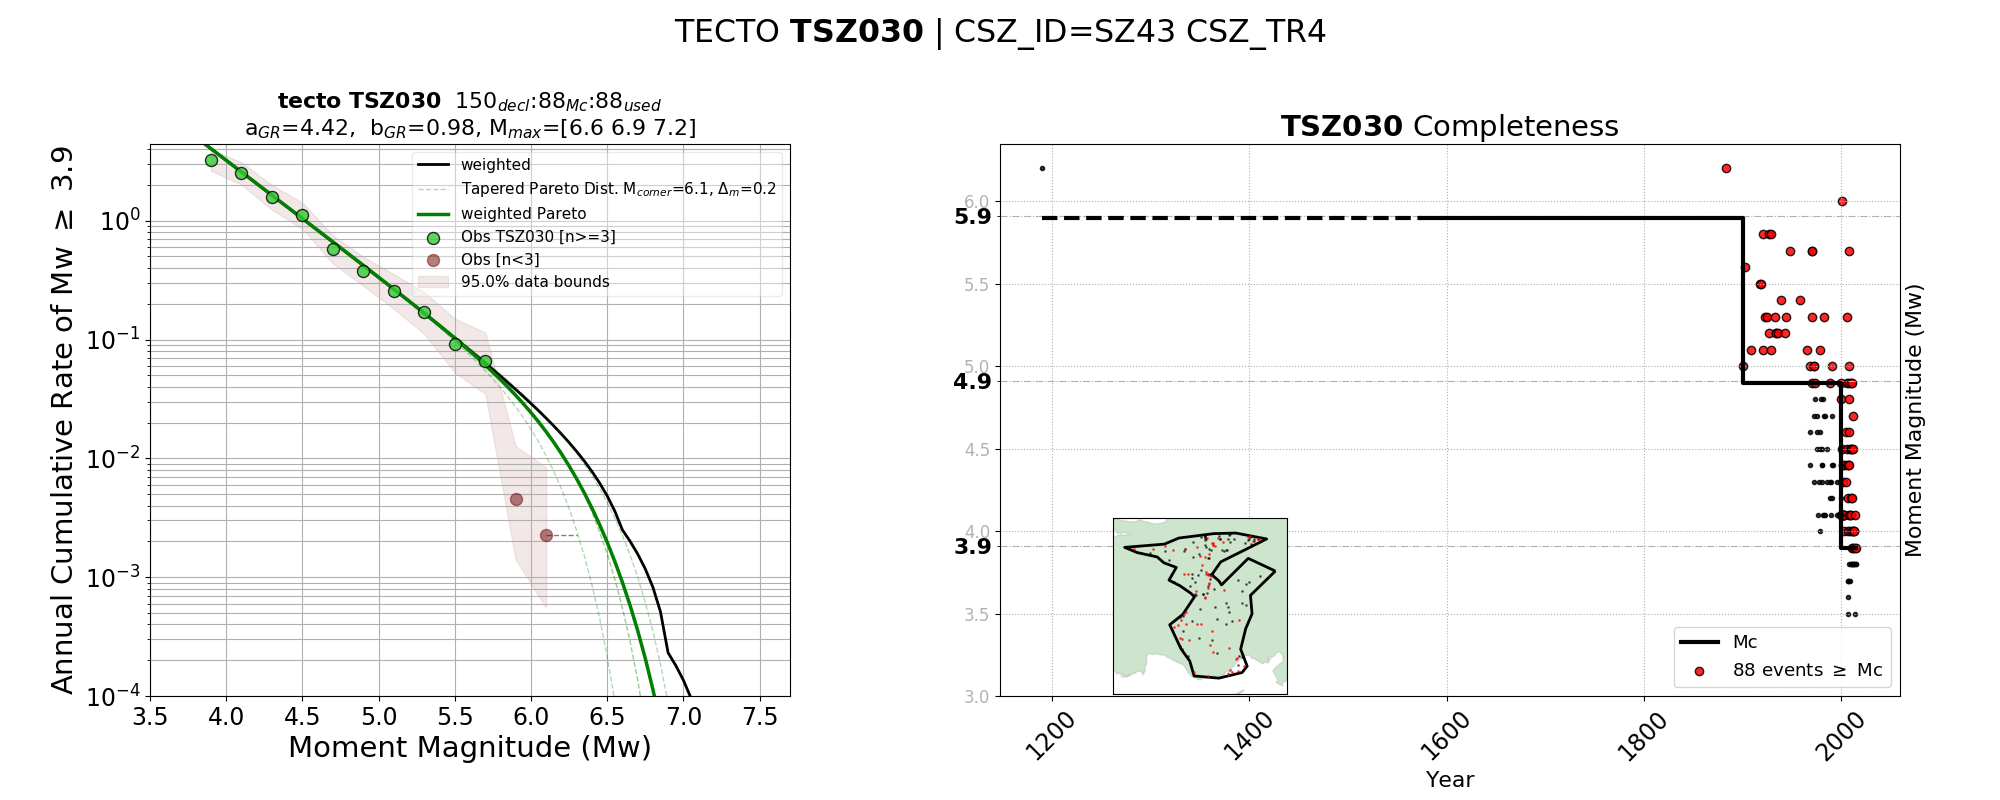 TECTO TSZ030 | CSZ_ID=SZ43 CSZ_TR4
tecto TSZ030 150decl:88Mc:88used
aGR=4.42, bGR=0.98, Mmax=[6.6 6.9 7.2]
Annual Cumulative Rate of Mw ≥ 3.9
10^0
10^-1
10^-2
10^-3
10^-4
weighted
Tapered Pareto Dist. Mcorner=6.1, Δm=0.2
weighted Pareto
Obs TSZ030 [n>=3]
Obs [n<3]
95.0% data bounds
3.5 4.0 4.5 5.0 5.5 6.0 6.5 7.0 7.5
Moment Magnitude (Mw)
TSZ030 Completeness
6.0
5.9
5.5
5.0
4.9
4.5
4.0
3.9
3.5
3.0
Moment Magnitude (Mw)
Mc
88 events ≥ Mc
1200 1400 1600 1800 2000
Year